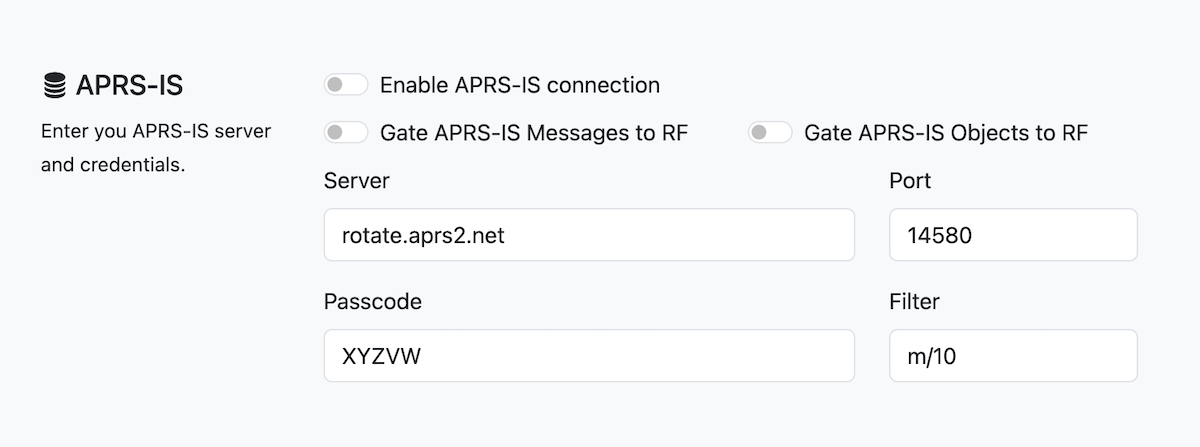 APRS-IS
Enter you APRS-IS server
and credentials.
Enable APRS-IS connection
Gate APRS-IS Messages to RF
Gate APRS-IS Objects to RF
Server
Port
rotate.aprs2.net
14580
Passcode
Filter
XYZVW
m/10